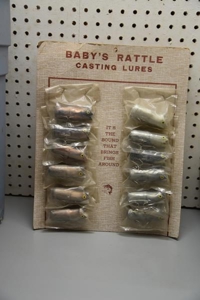 BABY'S RATTLE
CASTING LURES
IT'S
THE
SOUND
THAT
BRINGS
FISH
AROUND